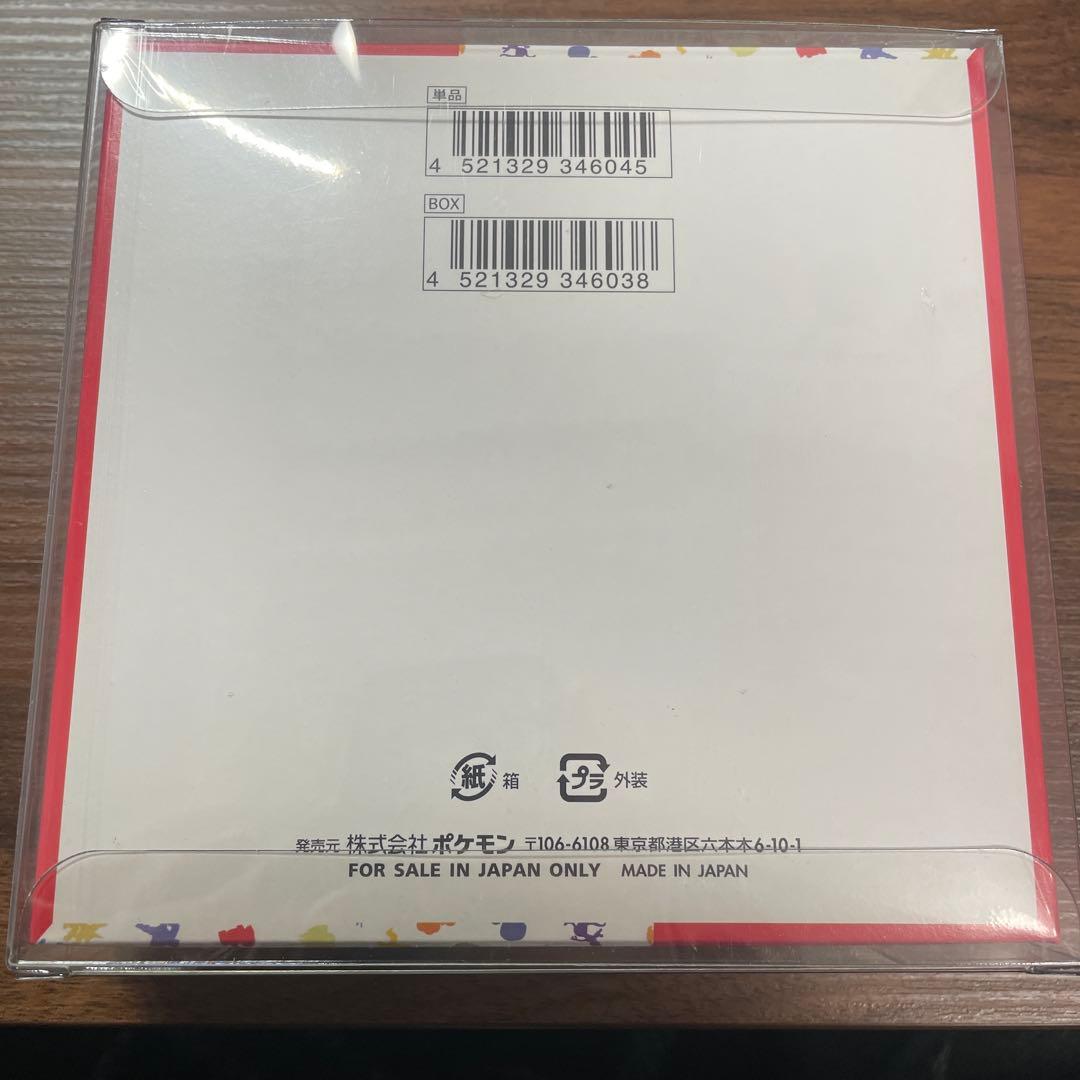 単品
4 521329 346045
BOX
4 521329 346038
紙 箱 プラ 外装
発売元 株式会社 ポケモン 〒106-6108 東京都港区六本木6-10-1
FOR SALE IN JAPAN ONLY MADE IN JAPAN